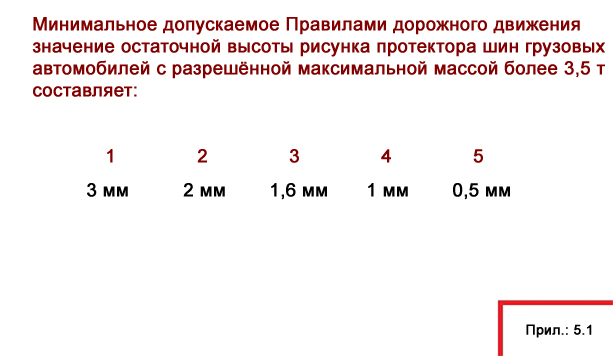 Минимальное допускаемое Правилами дорожного движения
значение остаточной высоты рисунка протектора шин грузовых
автомобилей с разрешённой максимальной массой более 3,5 т
составляет:
1 2 3 4 5
3 мм 2 мм 1,6 мм 1 мм 0,5 мм
Прил.: 5.1